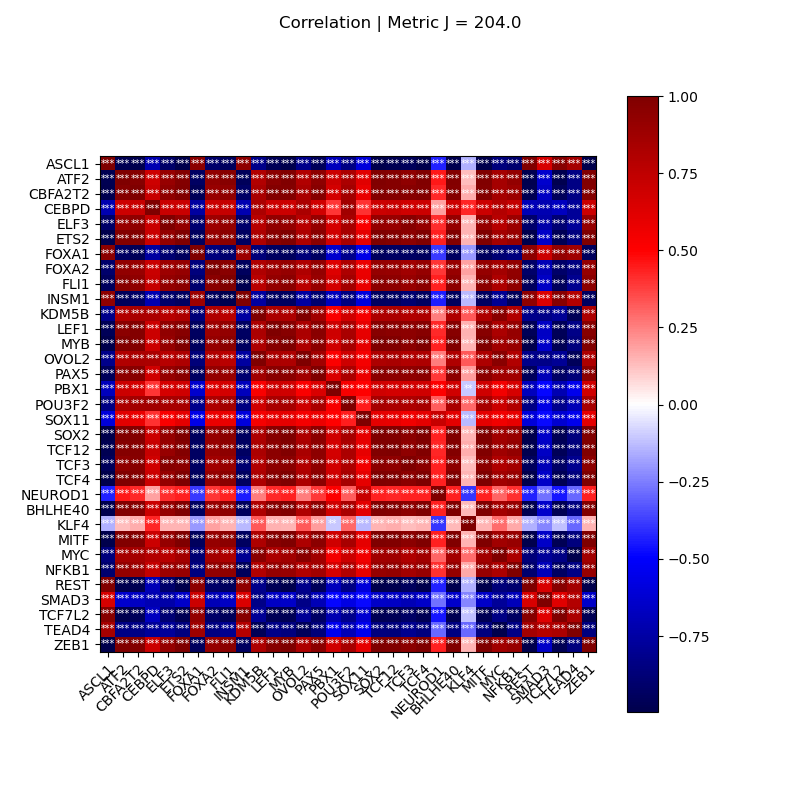 Correlation | Metric J = 204.0
ASCL1
ATF2
CBFA2T2
CEBPD
ELF3
ETS2
FOXA1
FOXA2
FLI1
INSM1
KDM5B
LEF1
MYB
OVOL2
PAX5
PBX1
POU3F2
SOX11
SOX2
TCF12
TCF3
TCF4
NEUROD1
BHLHE40
KLF4
MITF
MYC
NFKB1
REST
SMAD3
TCF7L2
TEAD4
ZEB1
ASCL1
ATF2
CBFA2T2
CEBPD
ELF3
ETS2
FOXA1
FOXA2
FLI1
INSM1
KDM5B
LEF1
MYB
OVOL2
PAX5
PBX1
POU3F2
SOX11
SOX2
TCF12
TCF3
TCF4
NEUROD1
BHLHE40
KLF4
MITF
MYC
NFKB1
REST
SMAD3
TCF7L2
TEAD4
ZEB1
1.00
0.75
0.50
0.25
0.00
−0.25
−0.50
−0.75